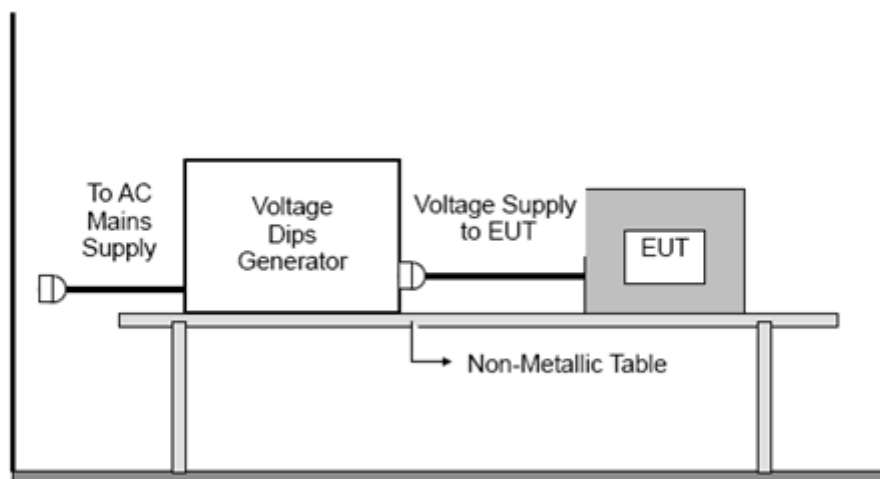 To AC
Mains
Supply
Voltage
Dips
Generator
Voltage Supply
to EUT
EUT
Non-Metallic Table